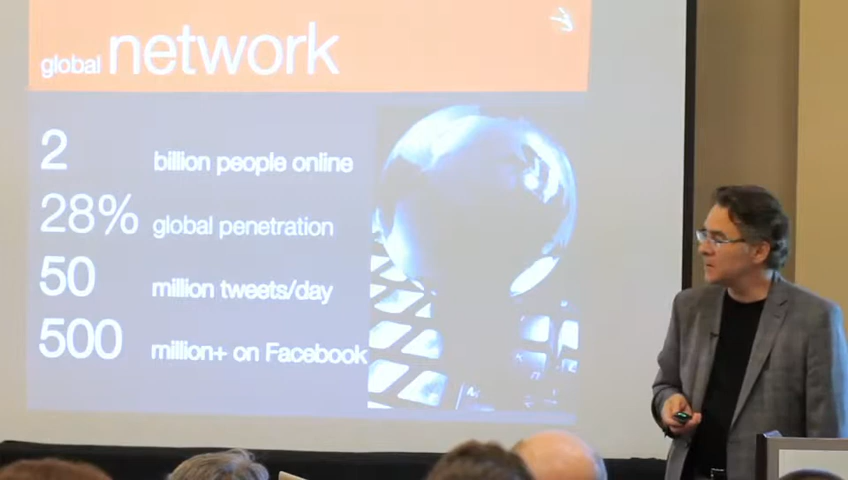 global network
2 billion people online
28% global penetration
50 million tweets/day
500 million+ on Facebook